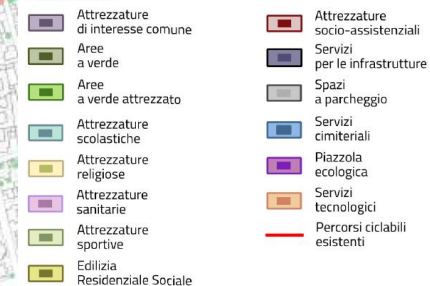 Attrezzature
di interesse comune
Aree
a verde
Aree
a verde attrezzato
Attrezzature
scolastiche
Attrezzature
religiose
Attrezzature
sanitarie
Attrezzature
sportive
Edilizia
Residenziale Sociale
Attrezzature
socio-assistenziali
Servizi
per le infrastrutture
Spazi
a parcheggio
Servizi
cimiteriali
Piazzola
ecologica
Servizi
tecnologici
Percorsi ciclabili
esistenti